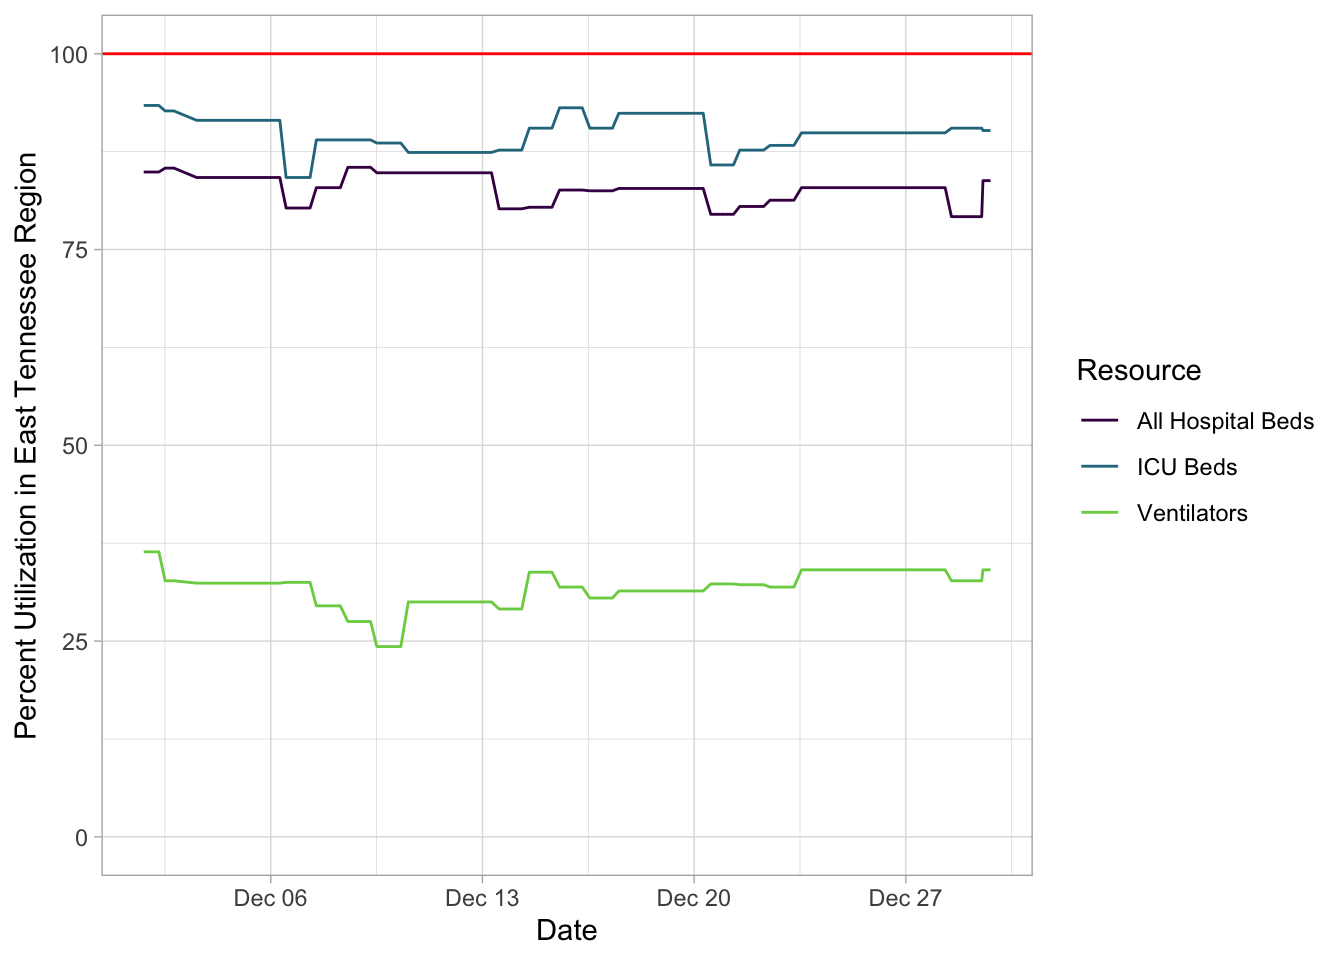 Percent Utilization in East Tennessee Region
100
75
50
25
0
Dec 06
Dec 13
Dec 20
Dec 27
Date
Resource
All Hospital Beds
ICU Beds
Ventilators